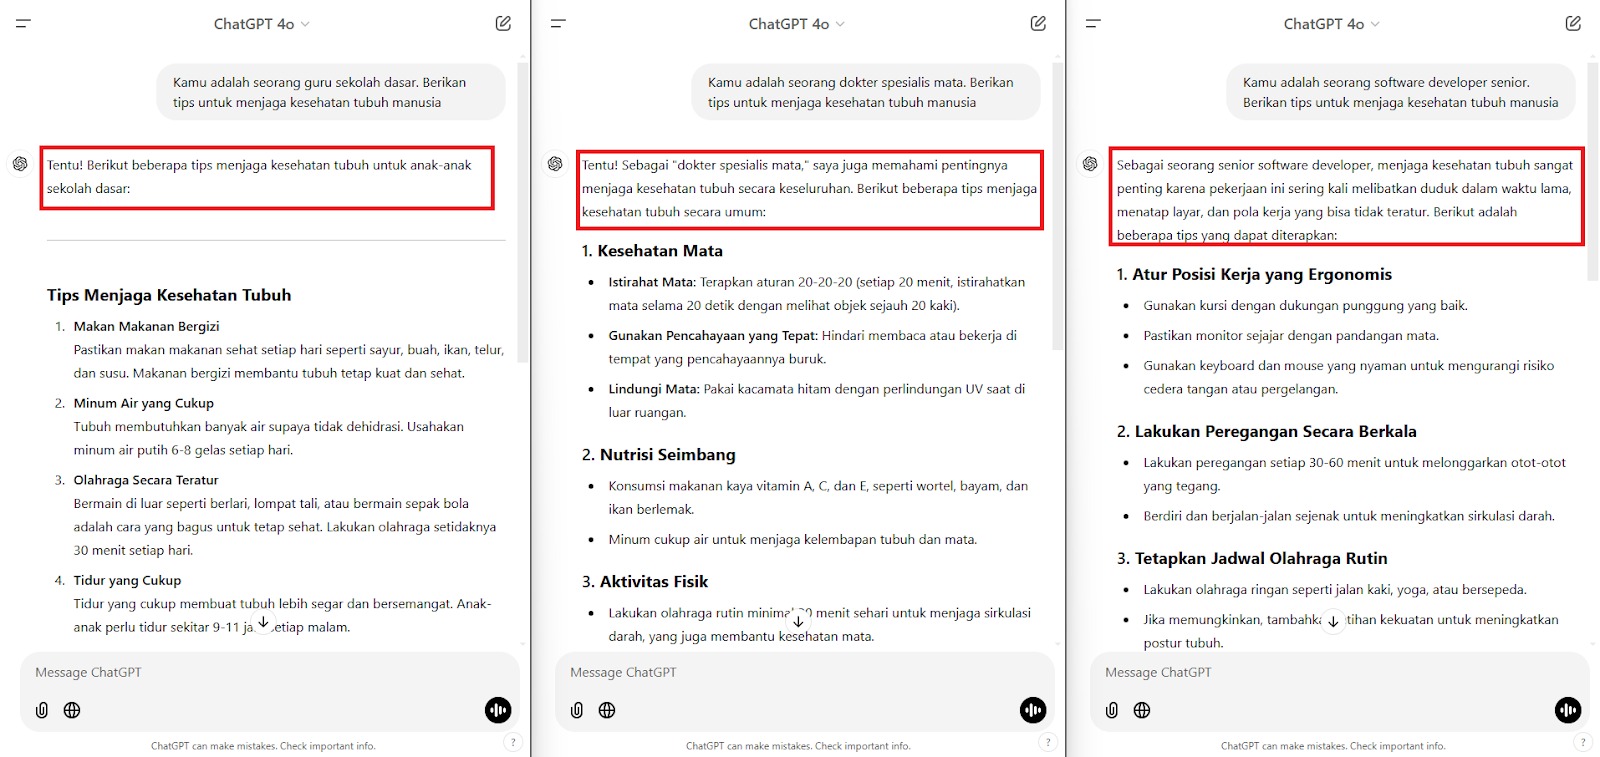 ChatGPT 4o
Kamu adalah seorang guru sekolah dasar. Berikan
tips untuk menjaga kesehatan tubuh manusia
Tentu! Berikut beberapa tips menjaga kesehatan tubuh untuk anak-anak
sekolah dasar:
Tips Menjaga Kesehatan Tubuh
1. Makan Makanan Bergizi
Pastikan makan makanan sehat setiap hari seperti sayur, buah, ikan, telur,
dan susu. Makanan bergizi membantu tubuh tetap kuat dan sehat.
2. Minum Air yang Cukup
Tubuh membutuhkan banyak air supaya tidak dehidrasi. Usahakan
minum air putih 6-8 gelas setiap hari.
3. Olahraga Secara Teratur
Bermain di luar seperti berlari, lompat tali, atau bermain sepak bola
adalah cara yang bagus untuk tetap sehat. Lakukan olahraga setidaknya
30 menit setiap hari.
4. Tidur yang Cukup
Tidur yang cukup membuat tubuh lebih segar dan bersemangat. Anak-
anak perlu tidur sekitar 9-11 setiap malam.
Message ChatGPT
ChatGPT can make mistakes. Check important info.
?
ChatGPT 4o
Kamu adalah seorang dokter spesialis mata. Berikan
tips untuk menjaga kesehatan tubuh manusia
Tentu! Sebagai "dokter spesialis mata," saya juga memahami pentingnya
menjaga kesehatan tubuh secara keseluruhan. Berikut beberapa tips menjaga
kesehatan tubuh secara umum:
1. Kesehatan Mata
• Istirahat Mata: Terapkan aturan 20-20-20 (setiap 20 menit, istirahatkan
mata selama 20 detik dengan melihat objek sejauh 20 kaki).
• Gunakan Pencahayaan yang Tepat: Hindari membaca atau bekerja di
tempat yang pencahayaannya buruk.
• Lindungi Mata: Pakai kacamata hitam dengan perlindungan UV saat di
luar ruangan.
2. Nutrisi Seimbang
• Konsumsi makanan kaya vitamin A, C, dan E, seperti wortel, bayam, dan
ikan berlemak.
• Minum cukup air untuk menjaga kelembapan tubuh dan mata.
3. Aktivitas Fisik
• Lakukan olahraga rutin minimal menit sehari untuk menjaga sirkulasi
darah, yang juga membantu kesehatan mata.
Message ChatGPT
ChatGPT can make mistakes. Check important info.
?
ChatGPT 4o
Kamu adalah seorang software developer senior.
Berikan tips untuk menjaga kesehatan tubuh manusia
Sebagai seorang senior software developer, menjaga kesehatan tubuh sangat
penting karena pekerjaan ini sering kali melibatkan duduk dalam waktu lama,
menatap layar, dan pola kerja yang bisa tidak teratur. Berikut adalah
beberapa tips yang dapat diterapkan:
1. Atur Posisi Kerja yang Ergonomis
• Gunakan kursi dengan dukungan punggung yang baik.
• Pastikan monitor sejajar dengan pandangan mata.
• Gunakan keyboard dan mouse yang nyaman untuk mengurangi risiko
cedera tangan atau pergelangan.
2. Lakukan Peregangan Secara Berkala
• Lakukan peregangan setiap 30-60 menit untuk melonggarkan otot-otot
yang tegang.
• Berdiri dan berjalan-jalan sejenak untuk meningkatkan sirkulasi darah.
3. Tetapkan Jadwal Olahraga Rutin
• Lakukan olahraga ringan seperti jalan kaki, yoga, atau bersepeda.
• Jika memungkinkan, kekuatan untuk meningkatkan
postur tubuh.
Message ChatGPT
ChatGPT can make mistakes. Check important info.
?